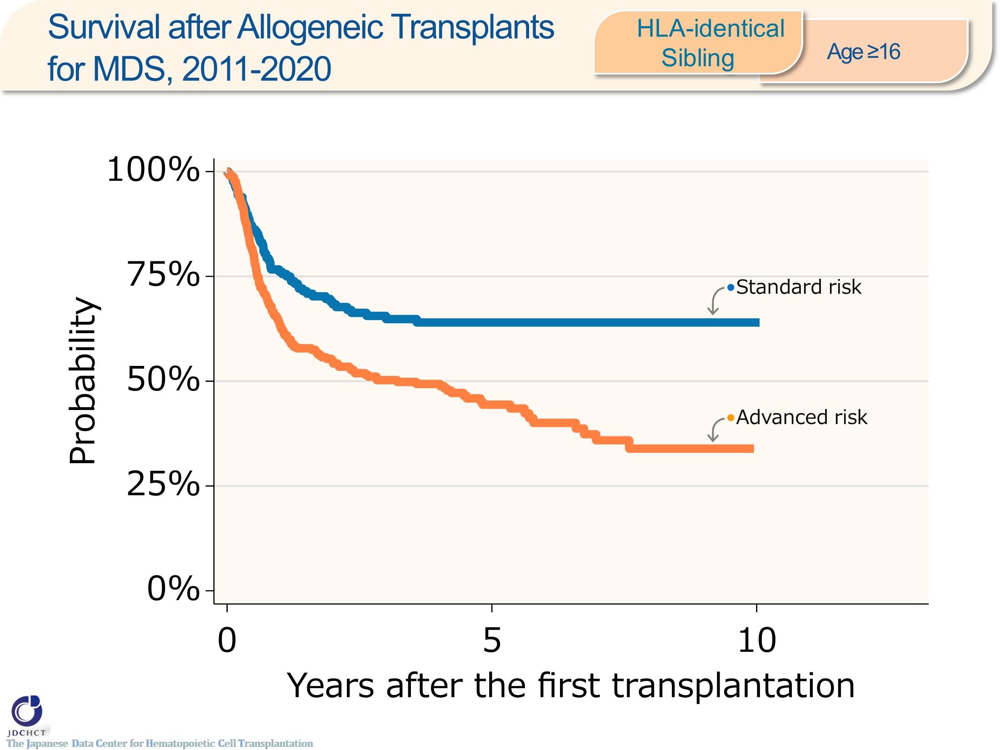 Survival after Allogeneic Transplants
for MDS, 2011-2020
HLA-identical
Sibling
Age ≥16
100%
75%
50%
25%
0%
Probability
Standard risk
Advanced risk
0
5
10
Years after the first transplantation
JDCHCT
The Japanese Data Center for Hematopoietic Cell Transplantation